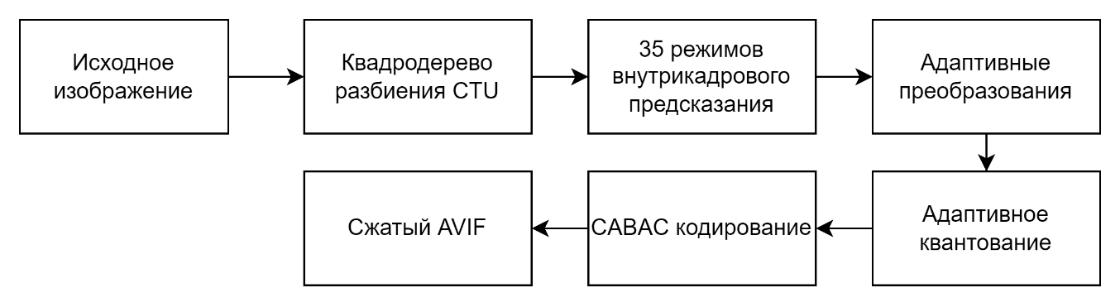 Исходное
изображение
Квадродерево
разбиения CTU
35 режимов
внутрикадрового
предсказания
Адаптивные
преобразования
Адаптивное
квантование
CABAC кодирование
Сжатый AVIF